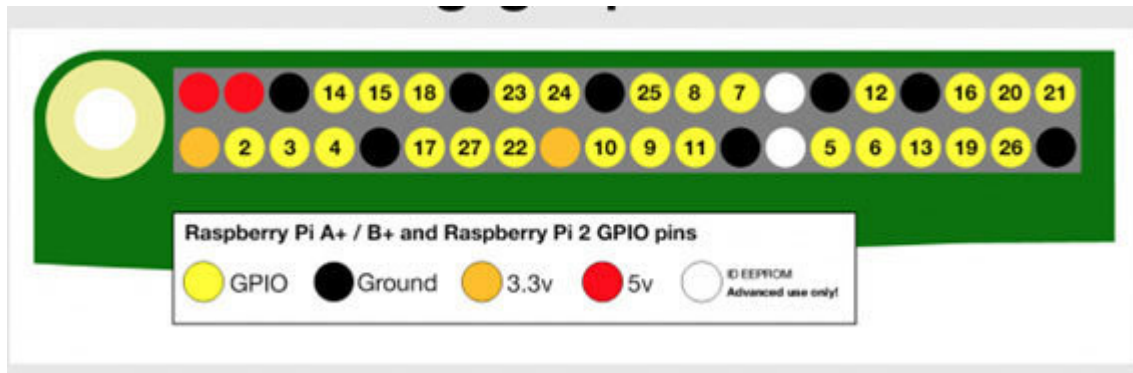 14 15 18 23 24 25 8 7 12 16 20 21
2 3 4 17 27 22 10 9 11 5 6 13 19 26
Raspberry Pi A+ / B+ and Raspberry Pi 2 GPIO pins
GPIO Ground 3.3v 5v ID EEPROM
Advanced use only!